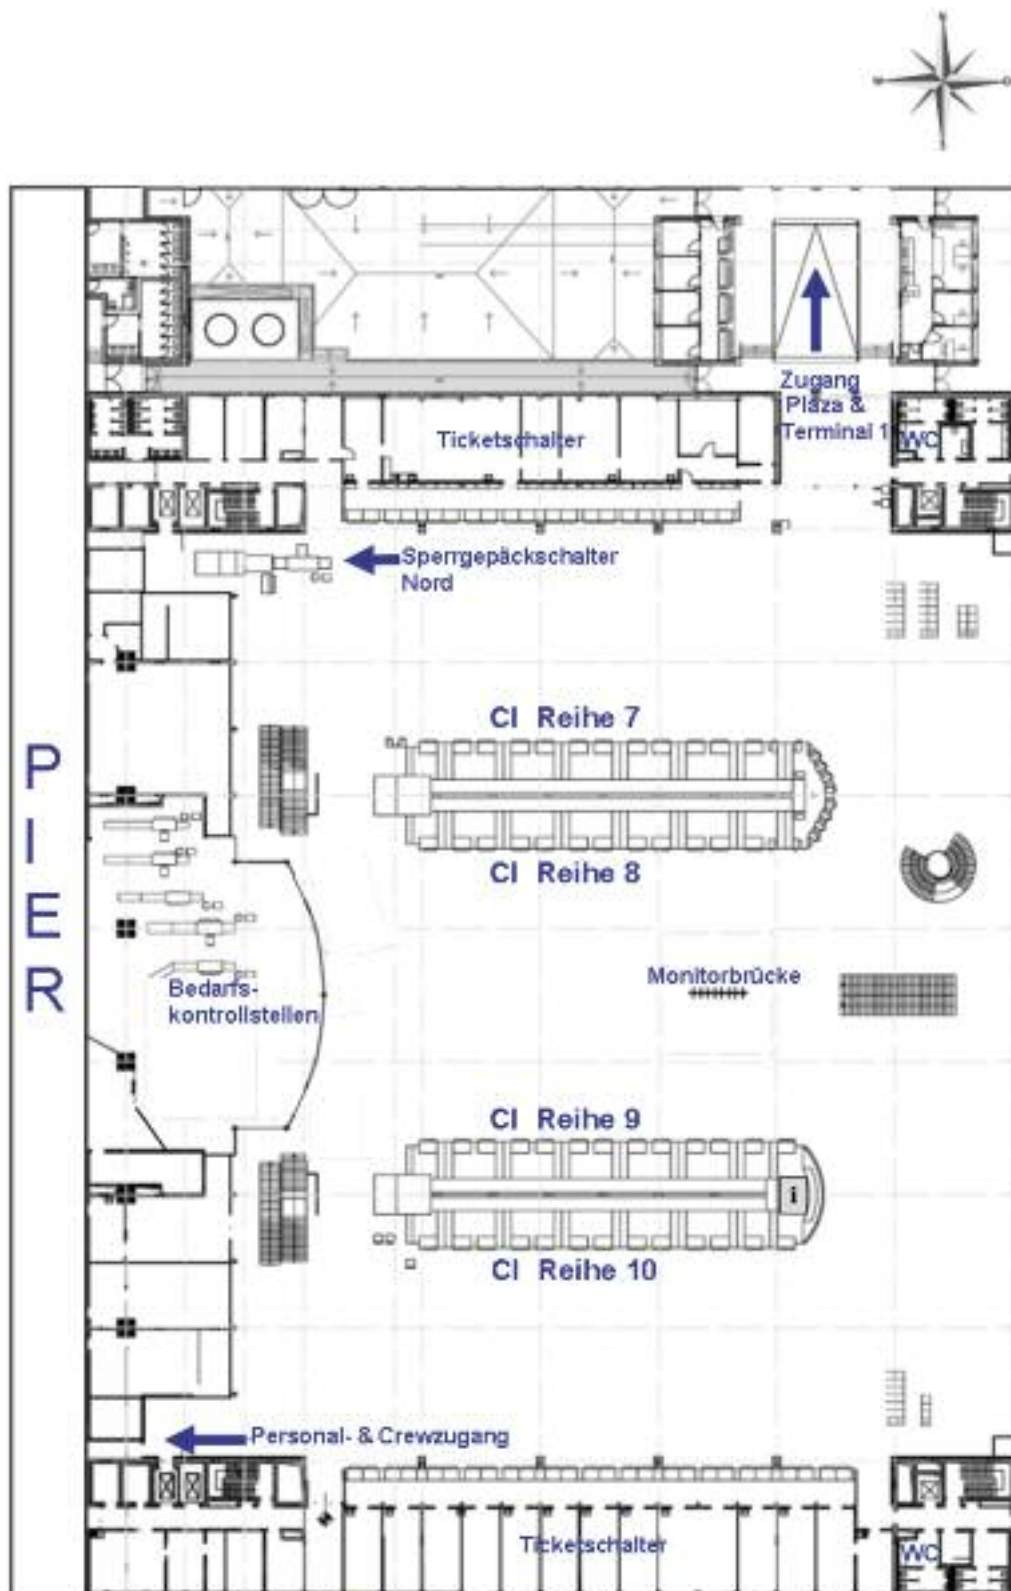 Zugang
Plaza &
Terminal 1
WC
Ticketschalter
Sperrgepäckschalter
Nord
CI Reihe 7
PIER
CI Reihe 8
Monitorbrücke
Bedarfs-
kontrollstellen
CI Reihe 9
i
CI Reihe 10
Personal- & Crewzugang
Ticketschalter
WC